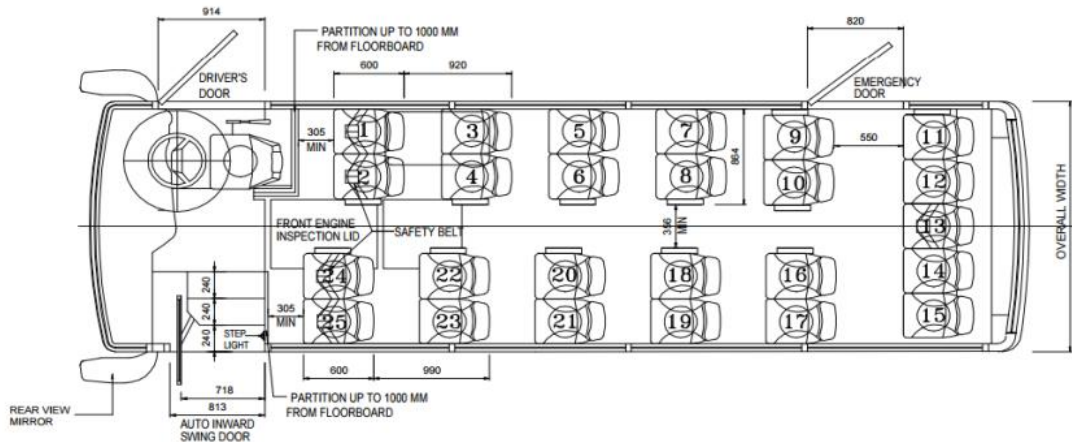 914
PARTITION UP TO 1000 MM
FROM FLOORBOARD
820
DRIVER'S
DOOR
600
920
EMERGENCY
DOOR
305
MIN
1
3
5
7
9
11
864
550
2
4
6
8
10
12
FRONT ENGINE
INSPECTION LID
SAFETY BELT
356
MIN
13
OVERALL WIDTH
24
22
20
18
16
14
240
240
240
305
MIN
25
23
21
19
17
15
STEP
LIGHT
600
990
718
813
PARTITION UP TO 1000 MM
FROM FLOORBOARD
REAR VIEW
MIRROR
AUTO INWARD
SWING DOOR